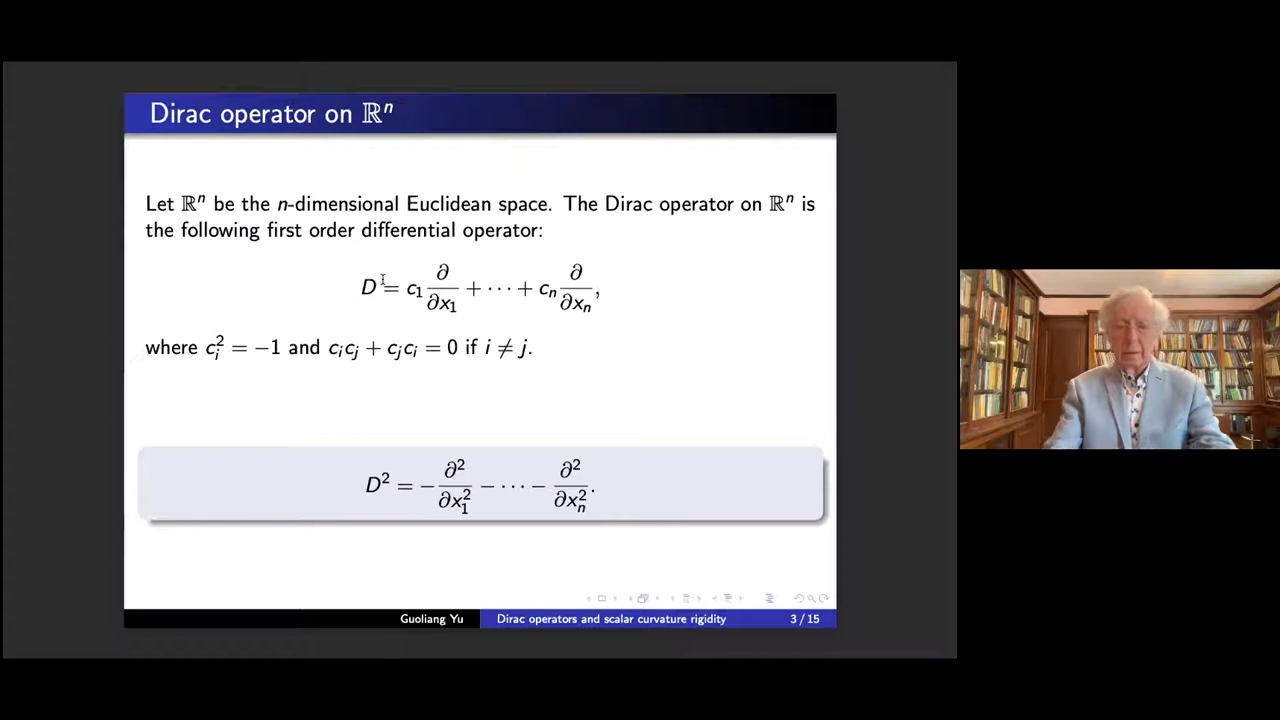 Dirac operator on ℝⁿ
Let ℝⁿ be the n-dimensional Euclidean space. The Dirac operator on ℝⁿ is
the following first order differential operator:
D = c₁ ∂/∂x₁ + ··· + cₙ ∂/∂xₙ,
where cᵢ² = −1 and cᵢcⱼ + cⱼcᵢ = 0 if i ≠ j.
D² = − ∂²/∂x₁² − ··· − ∂²/∂xₙ².
Guoliang Yu Dirac operators and scalar curvature rigidity 3 / 15